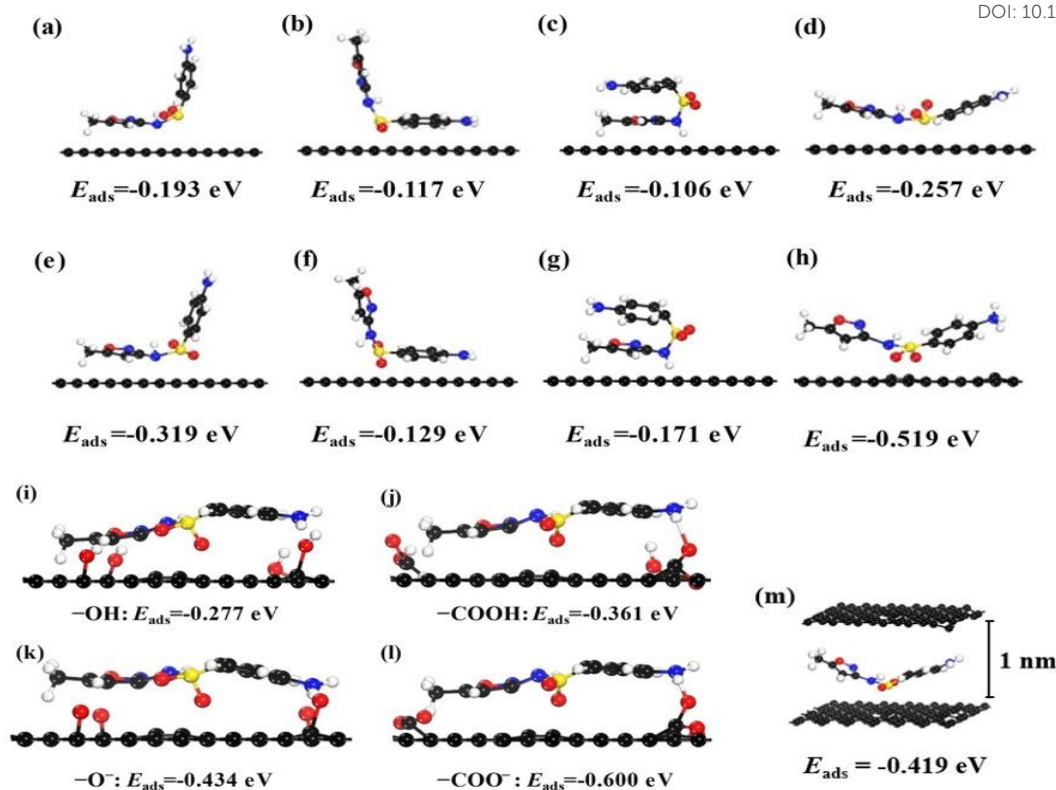 DOI: 10.1
(a) (b) (c) (d)
Eads=-0.193 eV Eads=-0.117 eV Eads=-0.106 eV Eads=-0.257 eV
(e) (f) (g) (h)
Eads=-0.319 eV Eads=-0.129 eV Eads=-0.171 eV Eads=-0.519 eV
(i) (j)
−OH: Eads=-0.277 eV −COOH: Eads=-0.361 eV
(k) (l)
−O⁻: Eads=-0.434 eV −COO⁻: Eads=-0.600 eV
(m)
1 nm
Eads = -0.419 eV